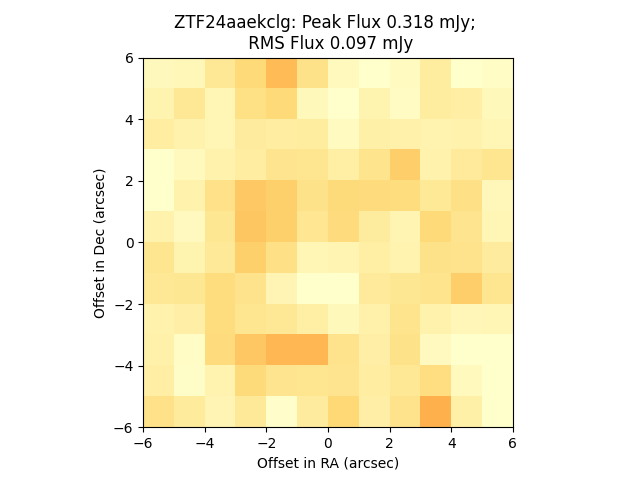 ZTF24aaekclg: Peak Flux 0.318 mJy;
RMS Flux 0.097 mJy
6
4
2
0
−2
−4
−6
Offset in Dec (arcsec)
−6 −4 −2 0 2 4 6
Offset in RA (arcsec)